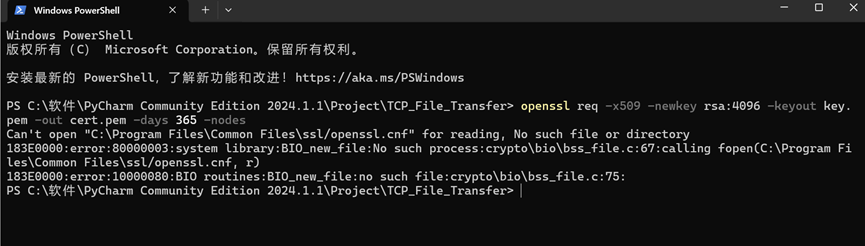 Windows PowerShell
Windows PowerShell
版权所有（C） Microsoft Corporation。保留所有权利。
安装最新的 PowerShell，了解新功能和改进！https://aka.ms/PSWindows
PS C:\软件\PyCharm Community Edition 2024.1.1\Project\TCP_File_Transfer> openssl req -x509 -newkey rsa:4096 -keyout key.
pem -out cert.pem -days 365 -nodes
Can't open "C:\Program Files\Common Files\ssl/openssl.cnf" for reading, No such file or directory
183E0000:error:80000003:system library:BIO_new_file:No such process:crypto\bio\bss_file.c:67:calling fopen(C:\Program Fi
les\Common Files\ssl/openssl.cnf, r)
183E0000:error:10000080:BIO routines:BIO_new_file:no such file:crypto\bio\bss_file.c:75:
PS C:\软件\PyCharm Community Edition 2024.1.1\Project\TCP_File_Transfer>